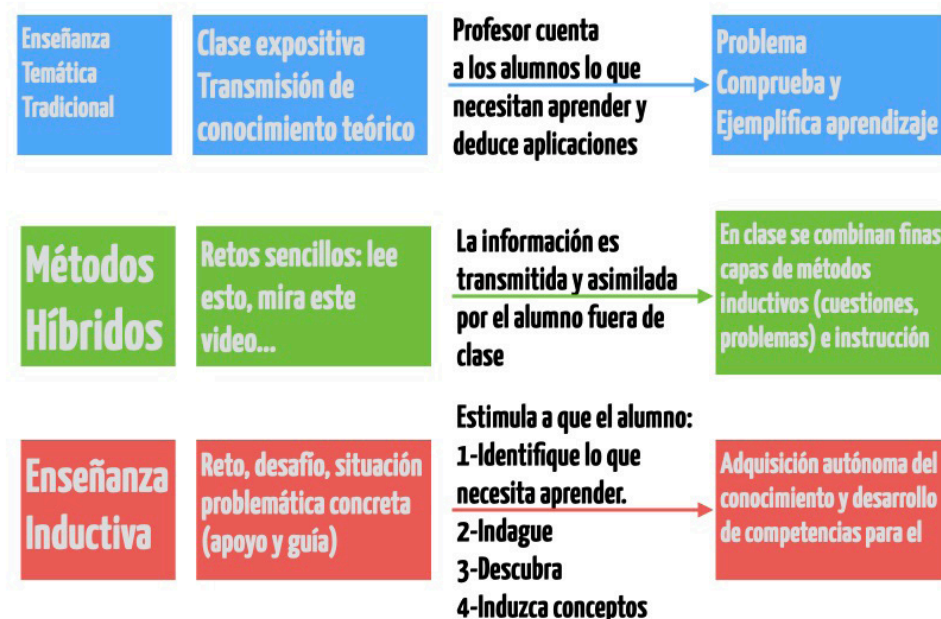 Enseñanza
Temática
Tradicional
Clase expositiva
Transmisión de
conocimiento teórico
Profesor cuenta
a los alumnos lo que
necesitan aprender y
deduce aplicaciones
Problema
Comprueba y
Ejemplifica aprendizaje
Métodos
Híbridos
Retos sencillos: lee
esto, mira este
video...
La información es
transmitida y asimilada
por el alumno fuera de
clase
En clase se combinan finas
capas de métodos
inductivos (cuestiones,
problemas) e instrucción
Enseñanza
Inductiva
Reto, desafío, situación
problemática concreta
(apoyo y guía)
Estimula a que el alumno:
1-Identifique lo que
necesita aprender.
2-Indague
3-Descubra
4-Induzca conceptos
Adquisición autónoma del
conocimiento y desarrollo
de competencias para el